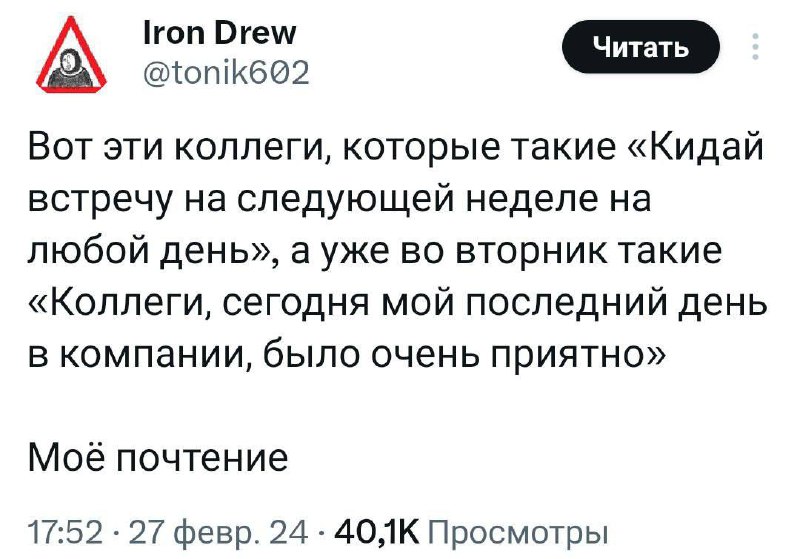 Iron Drew
@tonik602
Читать
Вот эти коллеги, которые такие «Кидай
встречу на следующей неделе на
любой день», а уже во вторник такие
«Коллеги, сегодня мой последний день
в компании, было очень приятно»
Моё почтение
17:52 · 27 февр. 24 · 40,1K Просмотры